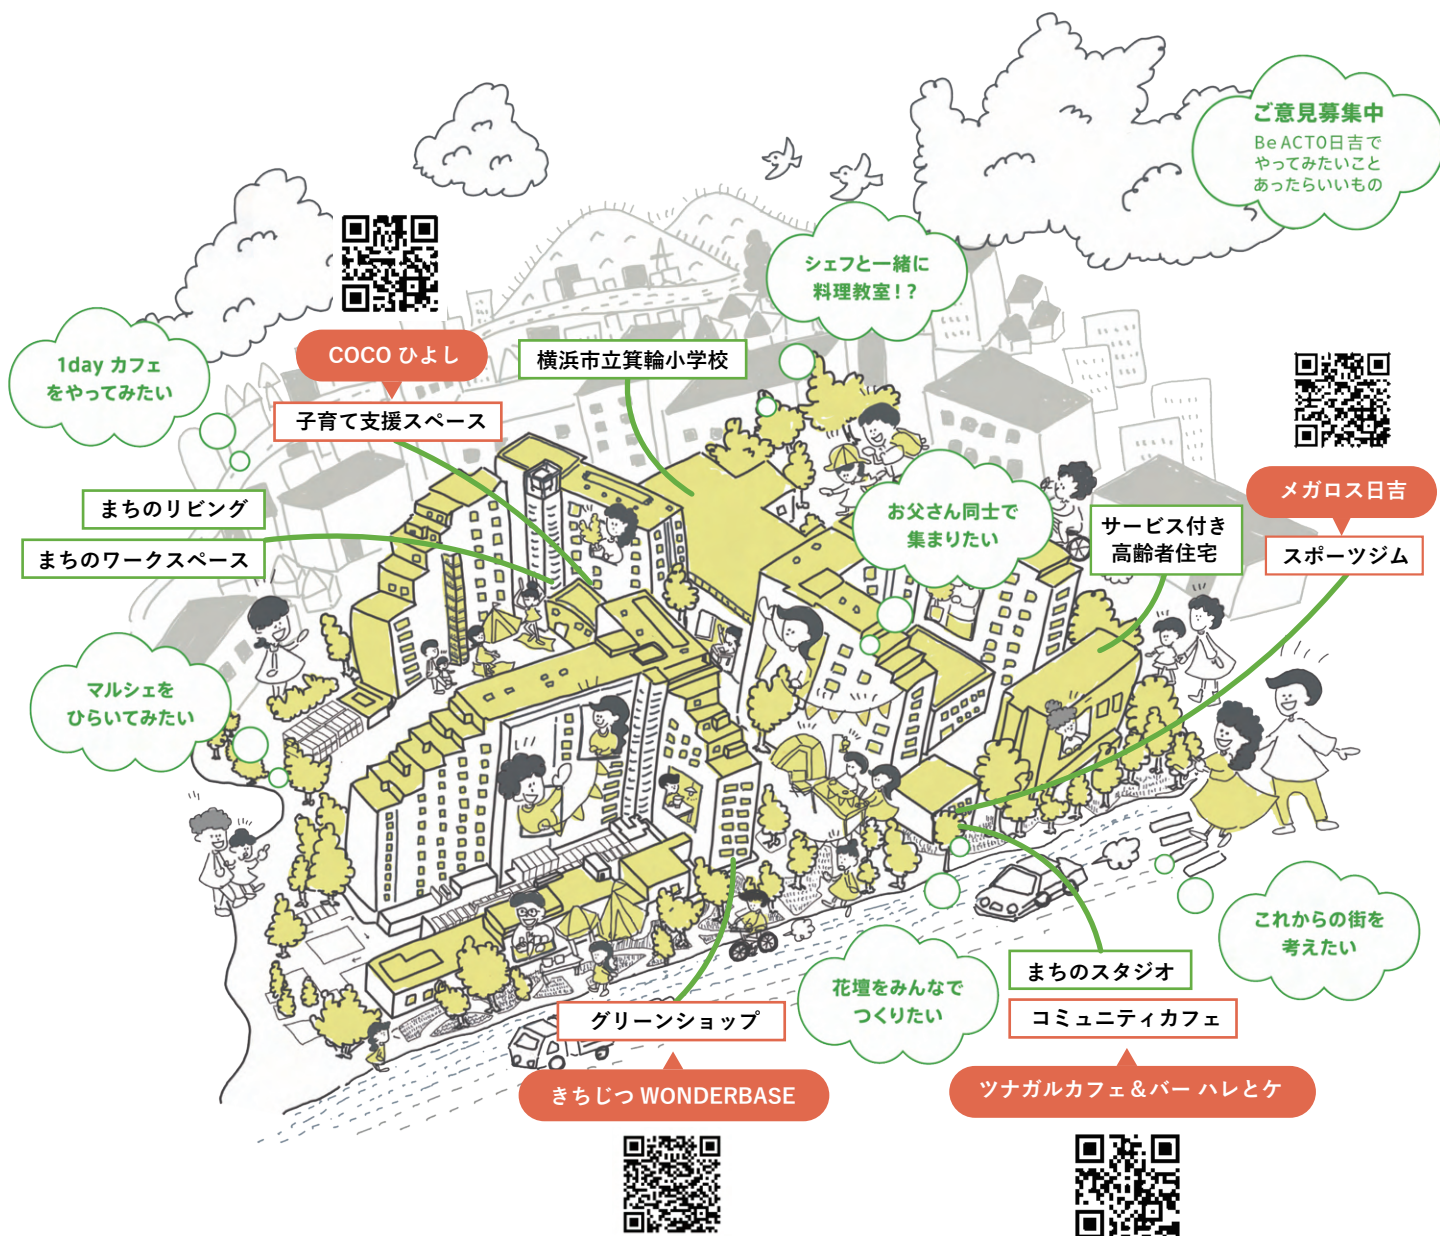 ご意見募集中
Be ACTO日吉で
やってみたいこと
あったらいいもの
シェフと一緒に
料理教室！？
1day カフェ
をやってみたい
COCO ひよし
子育て支援スペース
横浜市立箕輪小学校
まちのリビング
まちのワークスペース
お父さん同士で
集まりたい
サービス付き
高齢者住宅
メガロス日吉
スポーツジム
マルシェを
ひらいてみたい
これからの街を
考えたい
花壇をみんなで
つくりたい
まちのスタジオ
コミュニティカフェ
ツナガルカフェ＆バー ハレとケ
グリーンショップ
きちじつ WONDERBASE